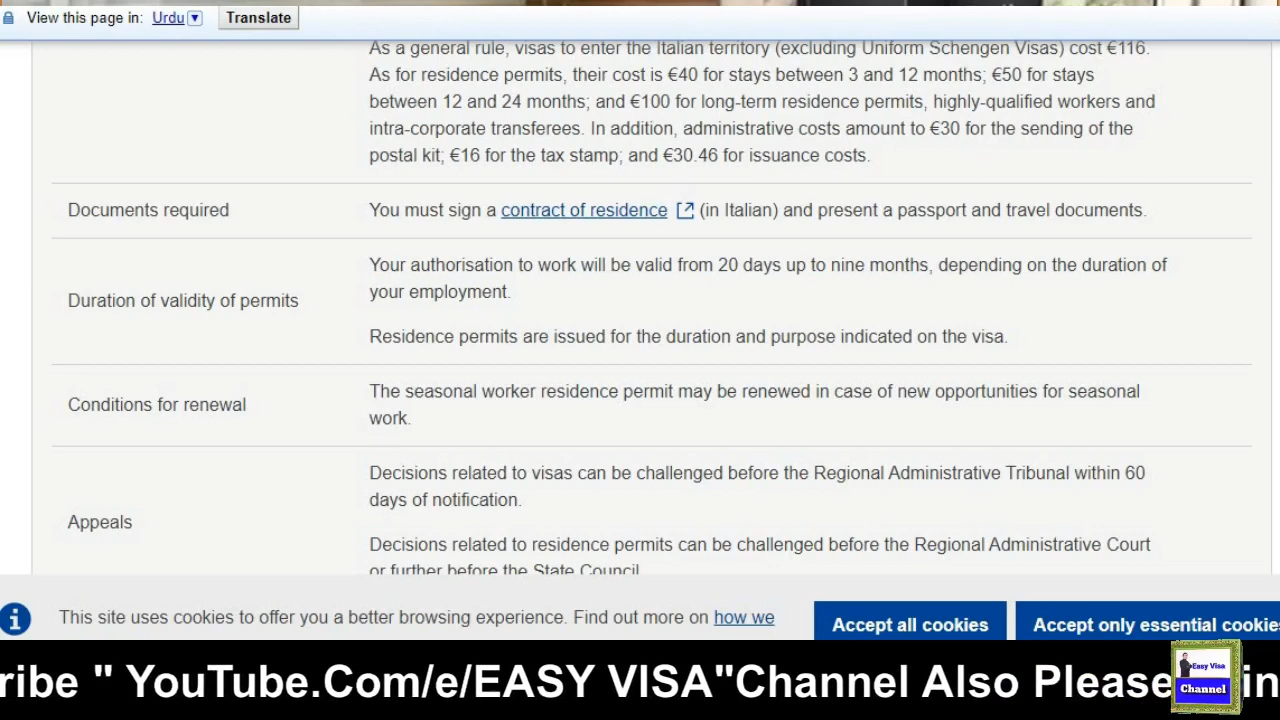 View this page in: Urdu Translate
As a general rule, visas to enter the Italian territory (excluding Uniform Schengen Visas) cost €116.
As for residence permits, their cost is €40 for stays between 3 and 12 months; €50 for stays
between 12 and 24 months; and €100 for long-term residence permits, highly-qualified workers and
intra-corporate transferees. In addition, administrative costs amount to €30 for the sending of the
postal kit; €16 for the tax stamp; and €30.46 for issuance costs.
Documents required
You must sign a contract of residence (in Italian) and present a passport and travel documents.
Duration of validity of permits
Your authorisation to work will be valid from 20 days up to nine months, depending on the duration of
your employment.
Residence permits are issued for the duration and purpose indicated on the visa.
Conditions for renewal
The seasonal worker residence permit may be renewed in case of new opportunities for seasonal
work.
Appeals
Decisions related to visas can be challenged before the Regional Administrative Tribunal within 60
days of notification.
Decisions related to residence permits can be challenged before the Regional Administrative Court
or further before the State Council
This site uses cookies to offer you a better browsing experience. Find out more on how we
Accept all cookies
Accept only essential cookies
ribe " YouTube.Com/e/EASY VISA"Channel Also Please in
Easy Visa
Channel